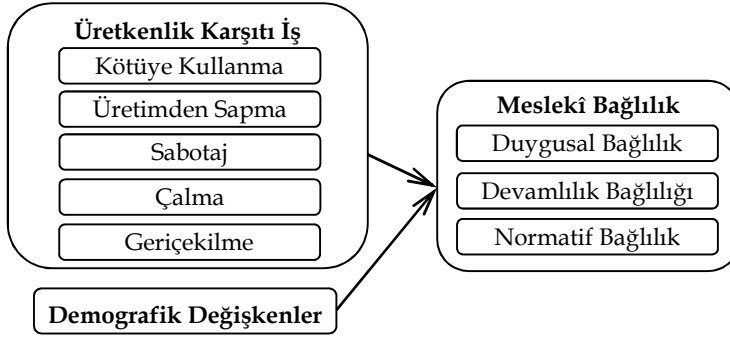 Üretkenlik Karşıtı İş
Kötüye Kullanma
Üretimden Sapma
Sabotaj
Çalma
Geriçekilme
Demografik Değişkenler
Meslekî Bağlılık
Duygusal Bağlılık
Devamlılık Bağlılığı
Normatif Bağlılık